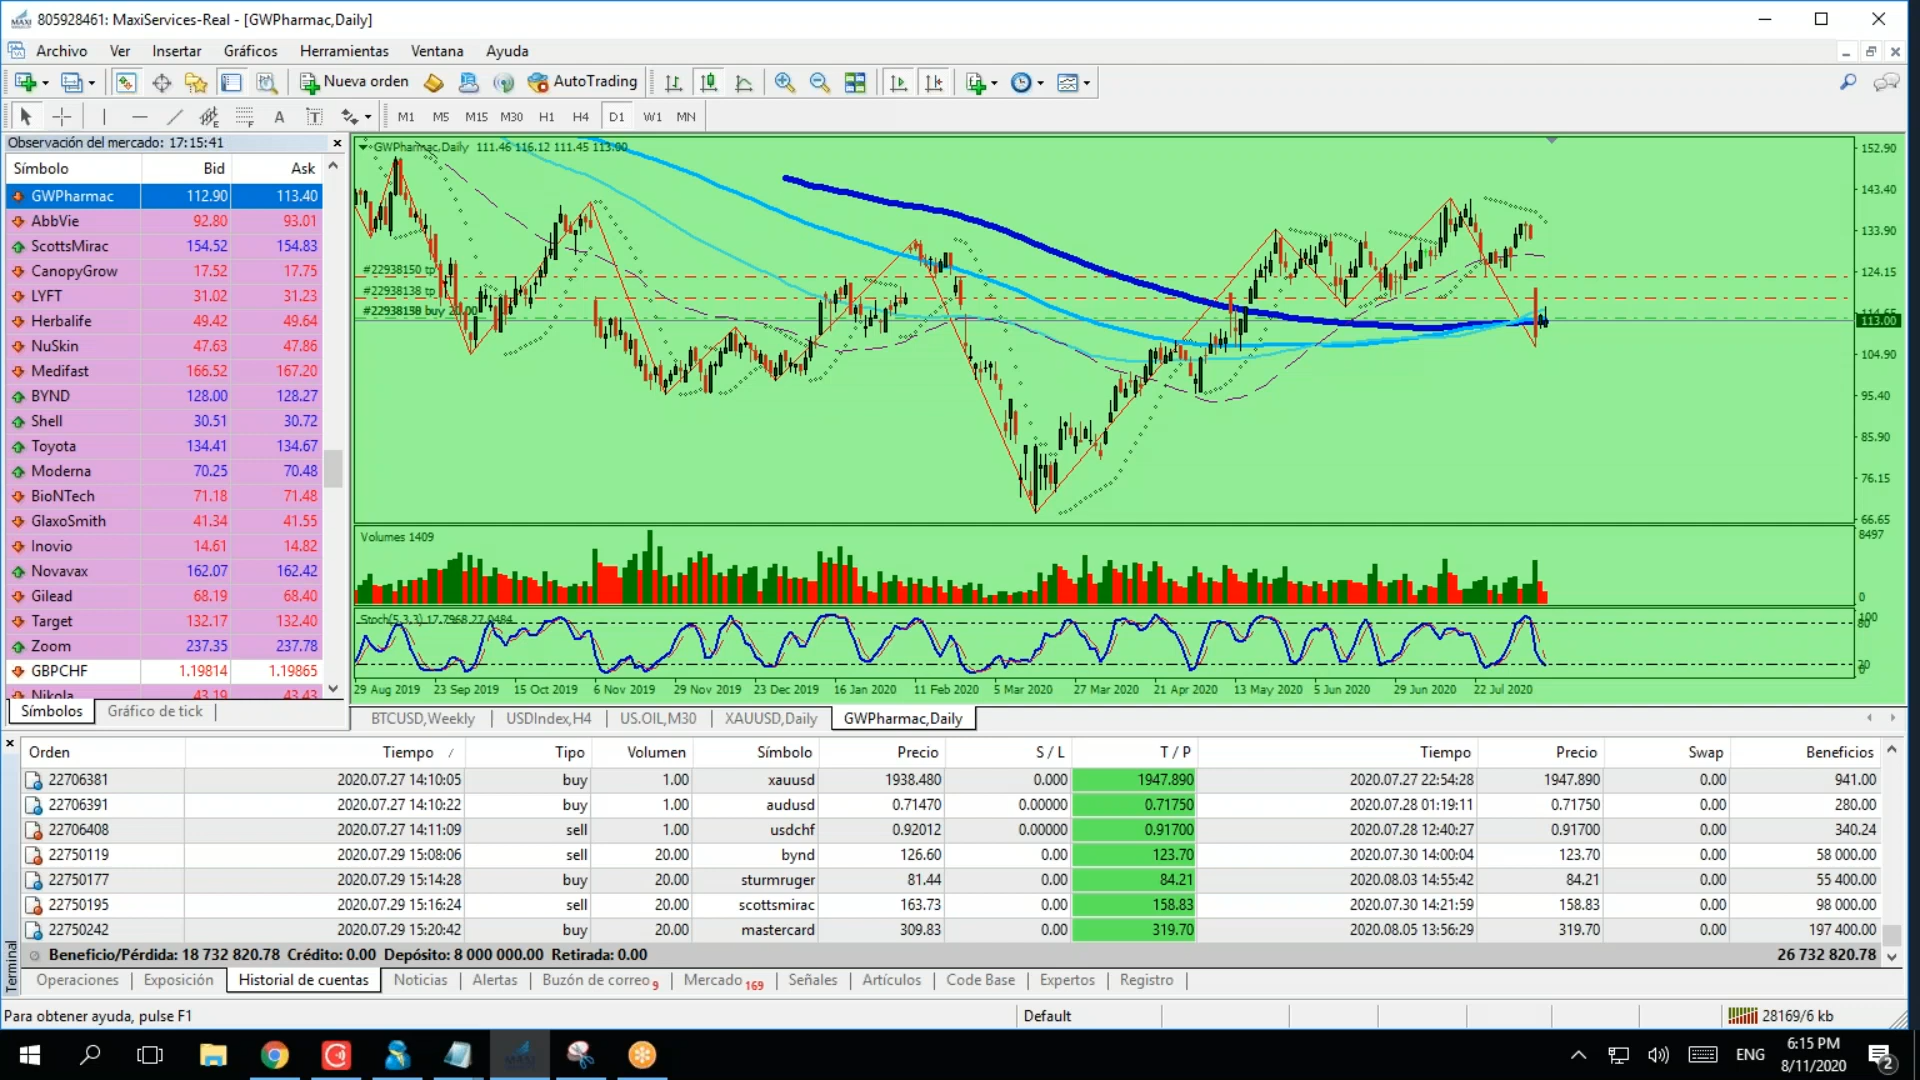 805928461: MaxiServices-Real - [GWPharmac,Daily]
Archivo Ver Insertar Gráficos Herramientas Ventana Ayuda
Nueva orden AutoTrading
A T M1 M5 M15 M30 H1 H4 D1 W1 MN
Observación del mercado: 17:15:41
Símbolo Bid Ask
GWPharmac 112.90 113.40
AbbVie 92.80 93.01
ScottsMirac 154.52 154.83
CanopyGrow 17.52 17.75
LYFT 31.02 31.23
Herbalife 49.42 49.64
NuSkin 47.63 47.86
Medifast 166.52 167.20
BYND 128.00 128.27
Shell 30.51 30.72
Toyota 134.41 134.67
Moderna 70.25 70.48
BioNTech 71.18 71.48
GlaxoSmith 41.34 41.55
Inovio 14.61 14.82
Novavax 162.07 162.42
Gilead 68.19 68.40
Target 132.17 132.40
Zoom 237.35 237.78
GBPCHF 1.19814 1.19865
Nikola 43.19 43.43
Símbolos Gráfico de tick
GWPharmac,Daily 111.46 116.12 111.45 113.00
#22938150 tp
#22938138 tp
buy 20.00
152.90
143.40
133.90
124.15
113.00
104.90
95.40
85.90
76.15
66.65
Volumes 1409
8497
0
Stoch(5,3,3) 17.7968 27.0484
100
80
20
0
29 Aug 2019 23 Sep 2019 15 Oct 2019 6 Nov 2019 29 Nov 2019 23 Dec 2019 16 Jan 2020 11 Feb 2020 5 Mar 2020 27 Mar 2020 21 Apr 2020 13 May 2020 5 Jun 2020 29 Jun 2020 22 Jul 2020
BTCUSD,Weekly USDIndex,H4 US.OIL,M30 XAUUSD,Daily GWPharmac,Daily
Orden Tiempo / Tipo Volumen Símbolo Precio S / L T / P Tiempo Precio Swap Beneficios
22706381 2020.07.27 14:10:05 buy 1.00 xauusd 1938.480 0.000 1947.890 2020.07.27 22:54:28 1947.890 0.00 941.00
22706391 2020.07.27 14:10:22 buy 1.00 audusd 0.71470 0.00000 0.71750 2020.07.28 01:19:11 0.71750 0.00 280.00
22706408 2020.07.27 14:11:09 sell 1.00 usdchf 0.92012 0.00000 0.91700 2020.07.28 12:40:27 0.91700 0.00 340.24
22750119 2020.07.29 15:08:06 sell 20.00 bynd 126.60 0.00 123.70 2020.07.30 14:00:04 123.70 0.00 58 000.00
22750177 2020.07.29 15:14:28 buy 20.00 sturmruger 81.44 0.00 84.21 2020.08.03 14:55:42 84.21 0.00 55 400.00
22750195 2020.07.29 15:16:24 sell 20.00 scottsmirac 163.73 0.00 158.83 2020.07.30 14:21:59 158.83 0.00 98 000.00
22750242 2020.07.29 15:20:42 buy 20.00 mastercard 309.83 0.00 319.70 2020.08.05 13:56:29 319.70 0.00 197 400.00
Beneficio/Pérdida: 18 732 820.78 Crédito: 0.00 Depósito: 8 000 000.00 Retirada: 0.00 26 732 820.78
Terminal
Operaciones Exposición Historial de cuentas Noticias Alertas Buzón de correo 9 Mercado 169 Señales Artículos Code Base Expertos Registro
Para obtener ayuda, pulse F1 Default 28169/6 kb
ENG 6:15 PM
8/11/2020 2